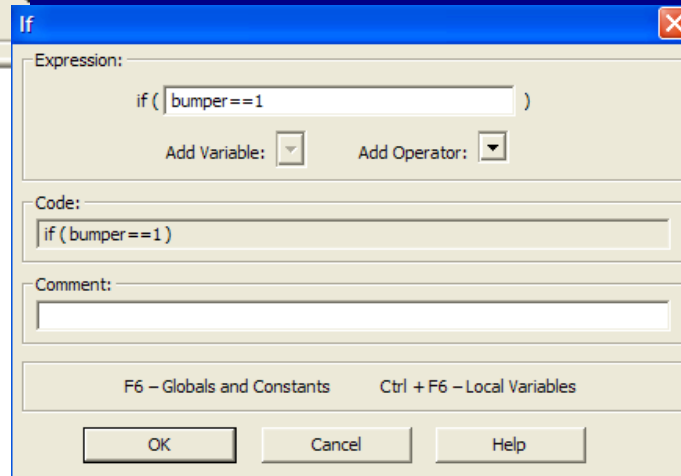 If
Expression:
if ( bumper==1 )
Add Variable: Add Operator:
Code:
if ( bumper==1 )
Comment:
F6 – Globals and Constants Ctrl + F6 – Local Variables
OK Cancel Help